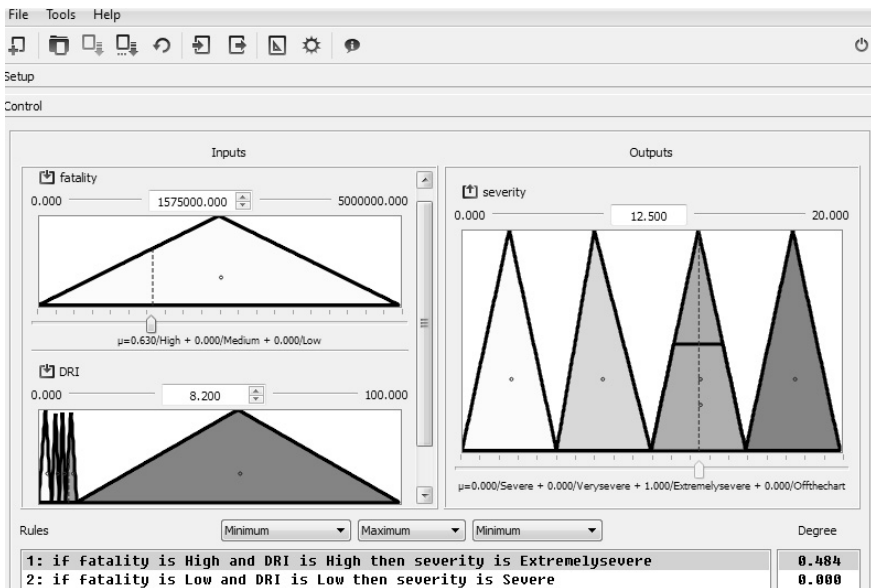 File Tools Help
Setup
Control
Inputs
fatality
0.000 1575000.000 5000000.000
μ=0.630/High + 0.000/Medium + 0.000/Low
DRI
0.000 8.200 100.000
Outputs
severity
0.000 12.500 20.000
μ=0.000/Severe + 0.000/Verysevere + 1.000/Extremelysevere + 0.000/Offthechart
Rules Minimum Maximum Minimum Degree
1: if fatality is High and DRI is High then severity is Extremelysevere 0.484
2: if fatality is Low and DRI is Low then severity is Severe 0.000